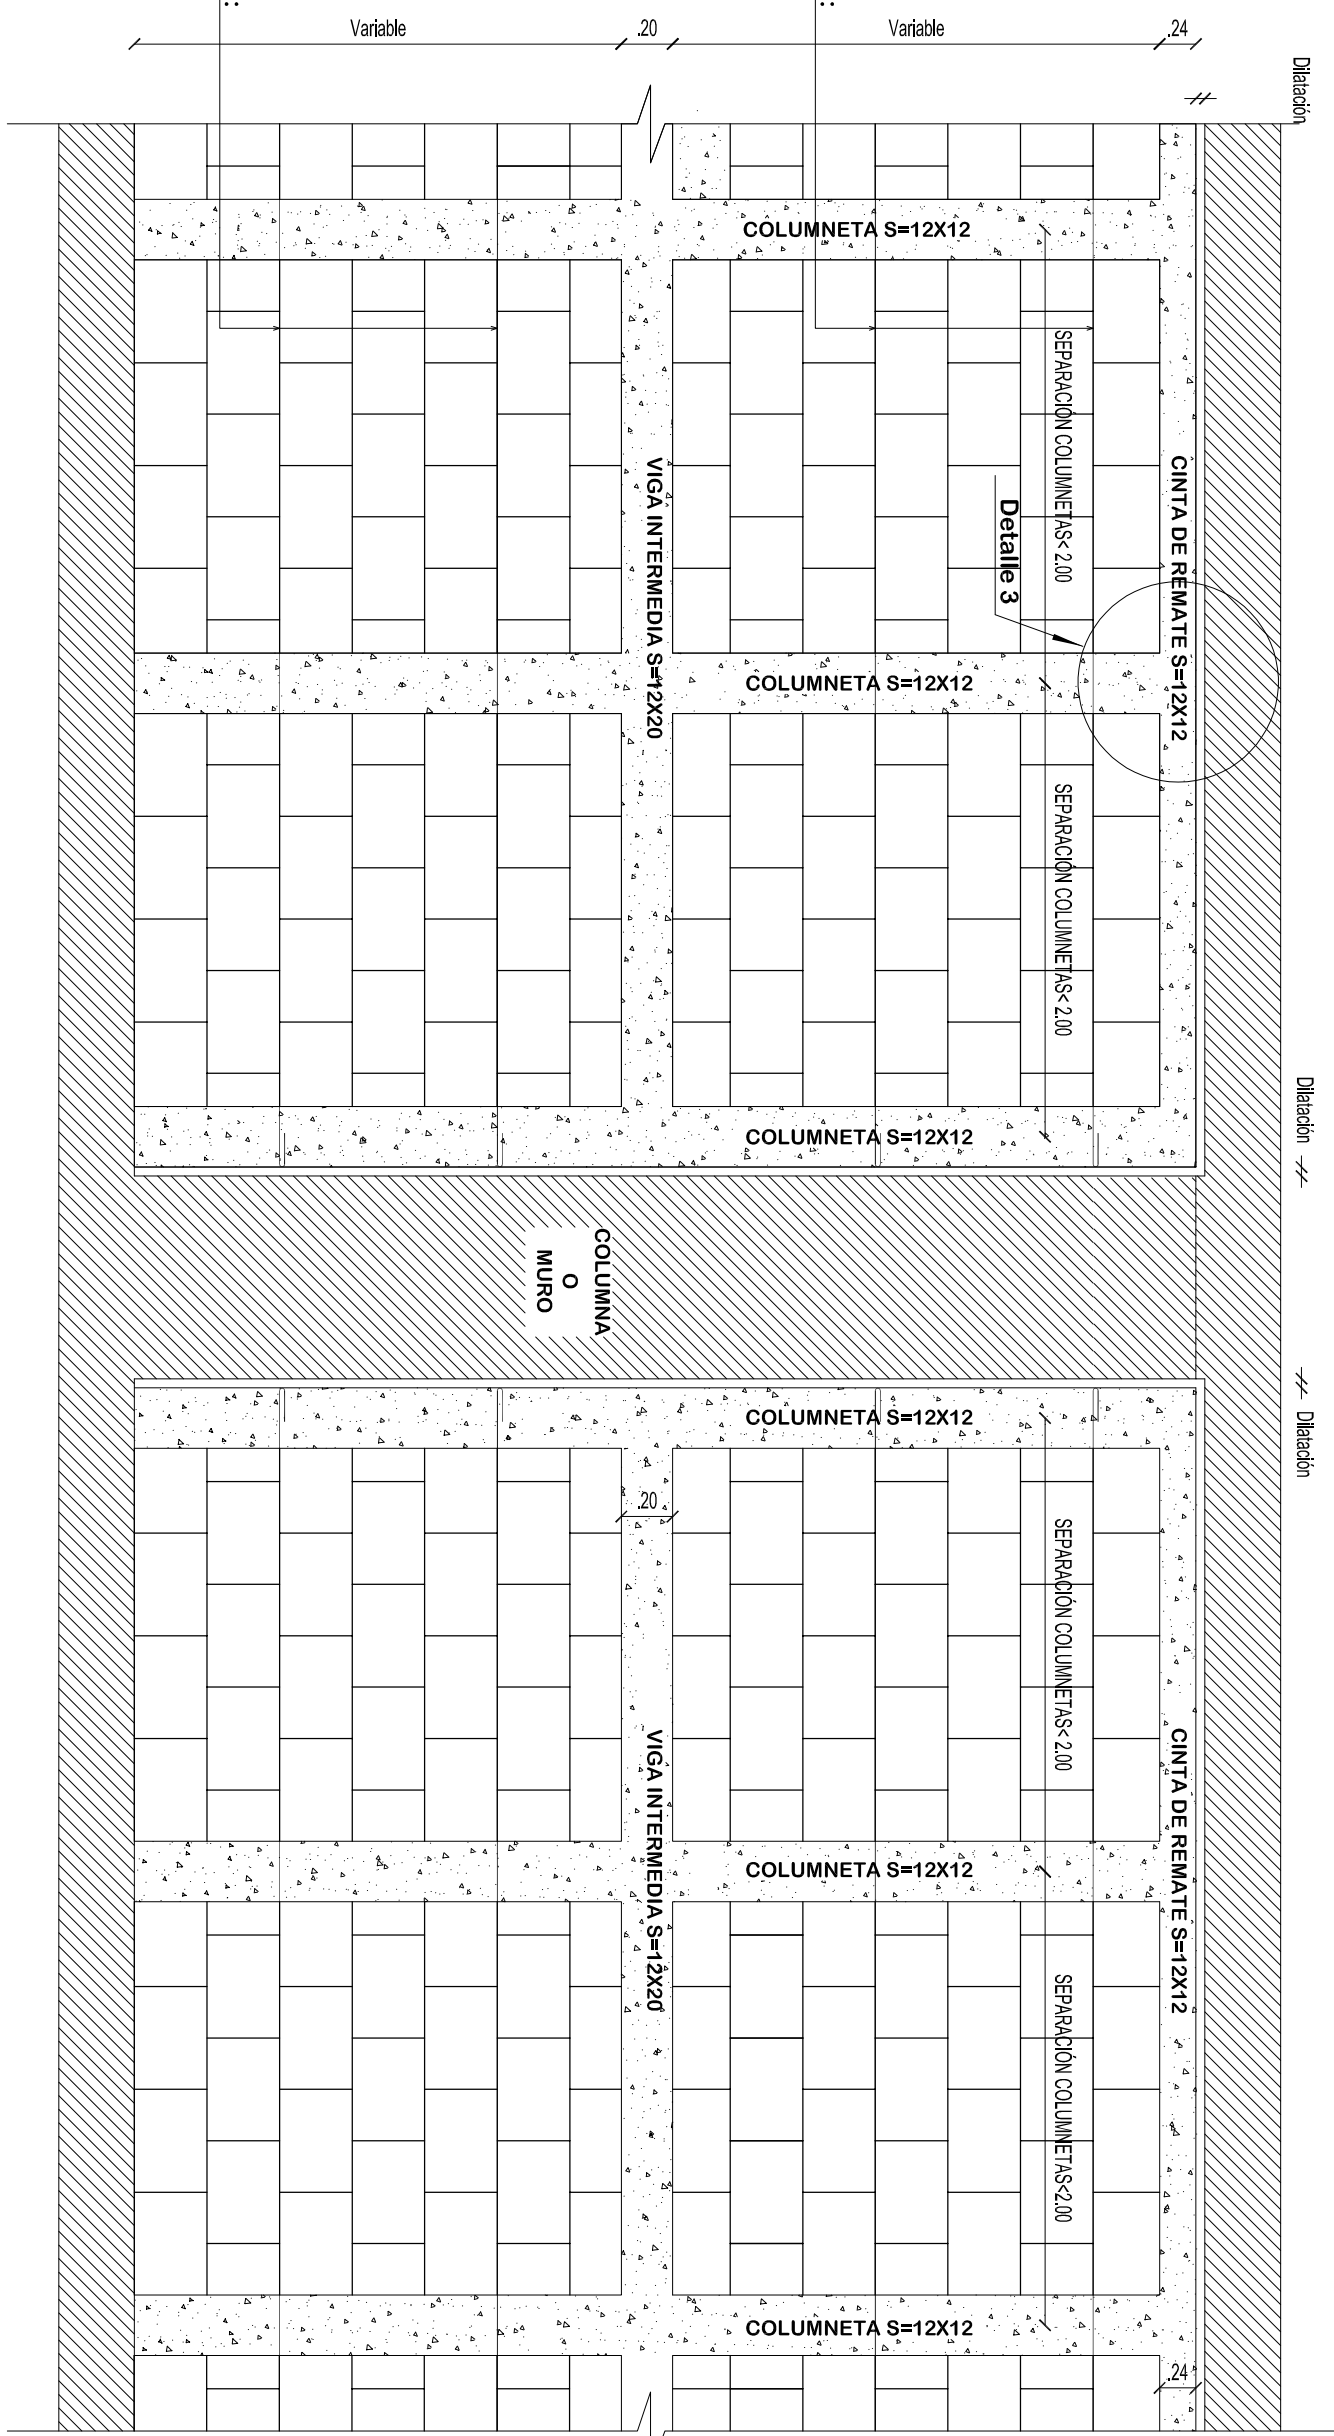 Variable
.20
Variable
.24
Dilatación
COLUMNETA S=12X12
SEPARACIÓN COLUMNETAS< 2.00
CINTA DE REMATE S=12X12
VIGA INTERMEDIA S=12X20
Detalle 3
COLUMNETA S=12X12
SEPARACIÓN COLUMNETAS< 2.00
Dilatación
COLUMNETA S=12X12
COLUMNA
O
MURO
Dilatación
COLUMNETA S=12X12
.20
SEPARACIÓN COLUMNETAS< 2.00
CINTA DE REMATE S=12X12
VIGA INTERMEDIA S=12X20
COLUMNETA S=12X12
SEPARACIÓN COLUMNETAS<2.00
COLUMNETA S=12X12
.24